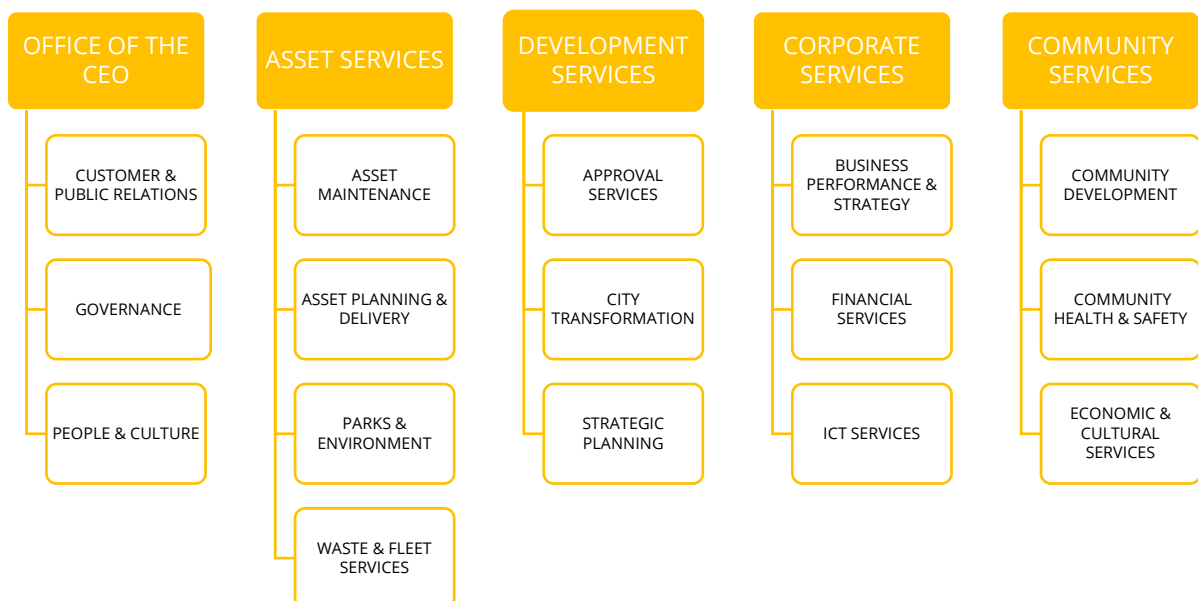 OFFICE OF THE
CEO
CUSTOMER &
PUBLIC RELATIONS
GOVERNANCE
PEOPLE & CULTURE
ASSET SERVICES
ASSET
MAINTENANCE
ASSET PLANNING &
DELIVERY
PARKS &
ENVIRONMENT
WASTE & FLEET
SERVICES
DEVELOPMENT
SERVICES
APPROVAL
SERVICES
CITY
TRANSFORMATION
STRATEGIC
PLANNING
CORPORATE
SERVICES
BUSINESS
PERFORMANCE &
STRATEGY
FINANCIAL
SERVICES
ICT SERVICES
COMMUNITY
SERVICES
COMMUNITY
DEVELOPMENT
COMMUNITY
HEALTH & SAFETY
ECONOMIC &
CULTURAL
SERVICES